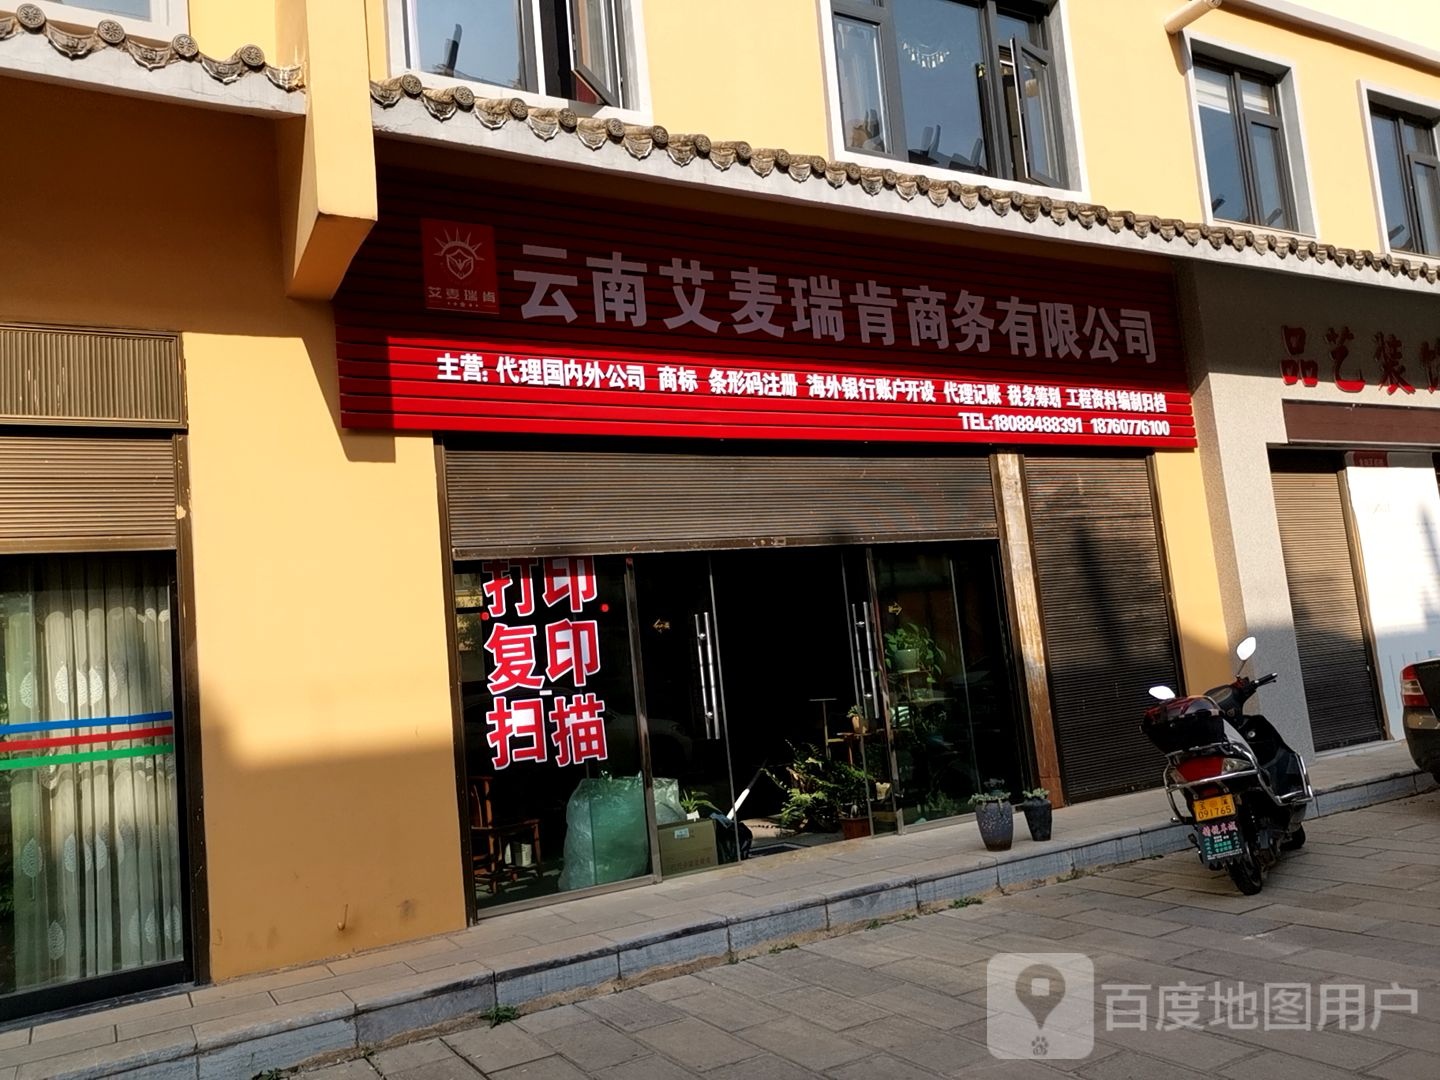 艾麦瑞肯
云南艾麦瑞肯商务有限公司
主营: 代理国内外公司 商标 条形码注册 海外银行账户开设 代理记账 税务筹划 工程资料编制归档
TEL:18088488391 18760776100
品艺装饰
打印
复印
扫描
091765
百度地图用户